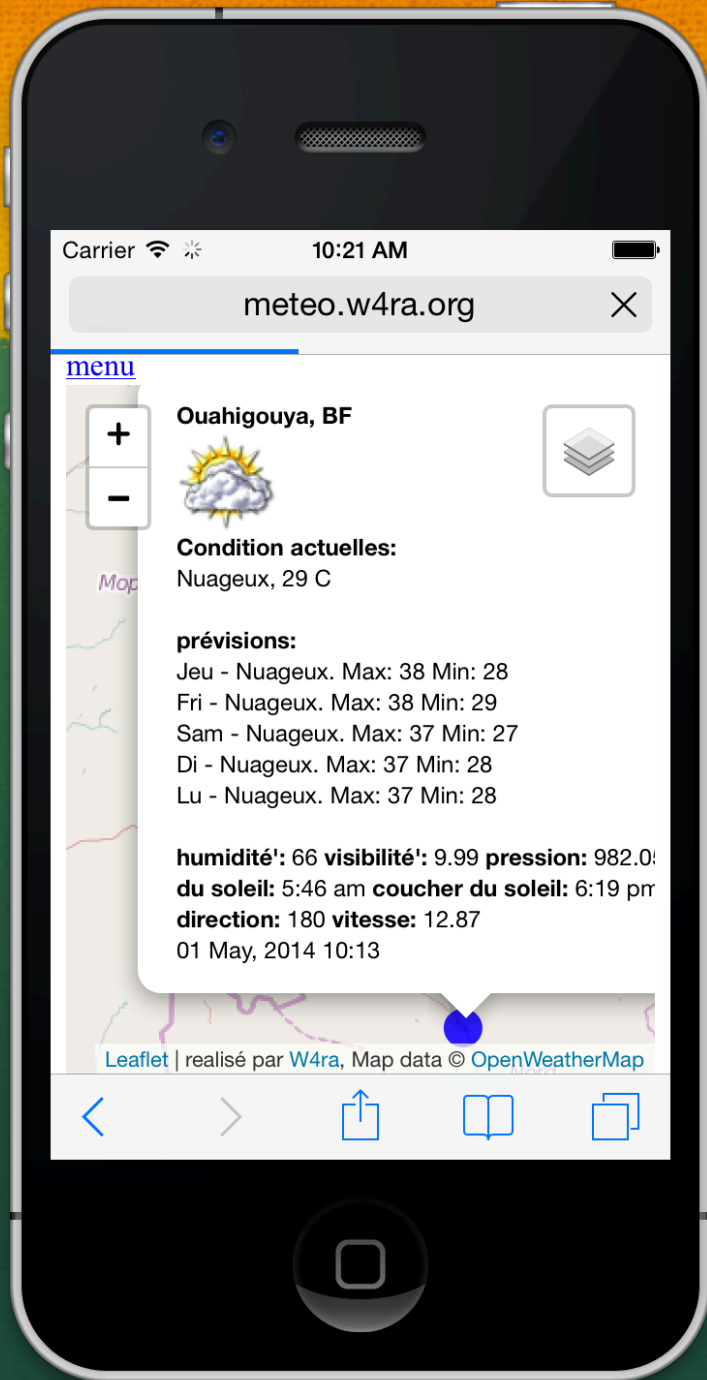 Carrier 10:21 AM
meteo.w4ra.org
menu
+
Ouahigouya, BF
−
Condition actuelles:
Mop
Nuageux, 29 C
prévisions:
Jeu - Nuageux. Max: 38 Min: 28
Fri - Nuageux. Max: 38 Min: 29
Sam - Nuageux. Max: 37 Min: 27
Di - Nuageux. Max: 37 Min: 28
Lu - Nuageux. Max: 37 Min: 28
humidité': 66 visibilité': 9.99 pression: 982.0
du soleil: 5:46 am coucher du soleil: 6:19 pm
direction: 180 vitesse: 12.87
01 May, 2014 10:13
Leaflet | realisé par W4ra, Map data © OpenWeatherMap